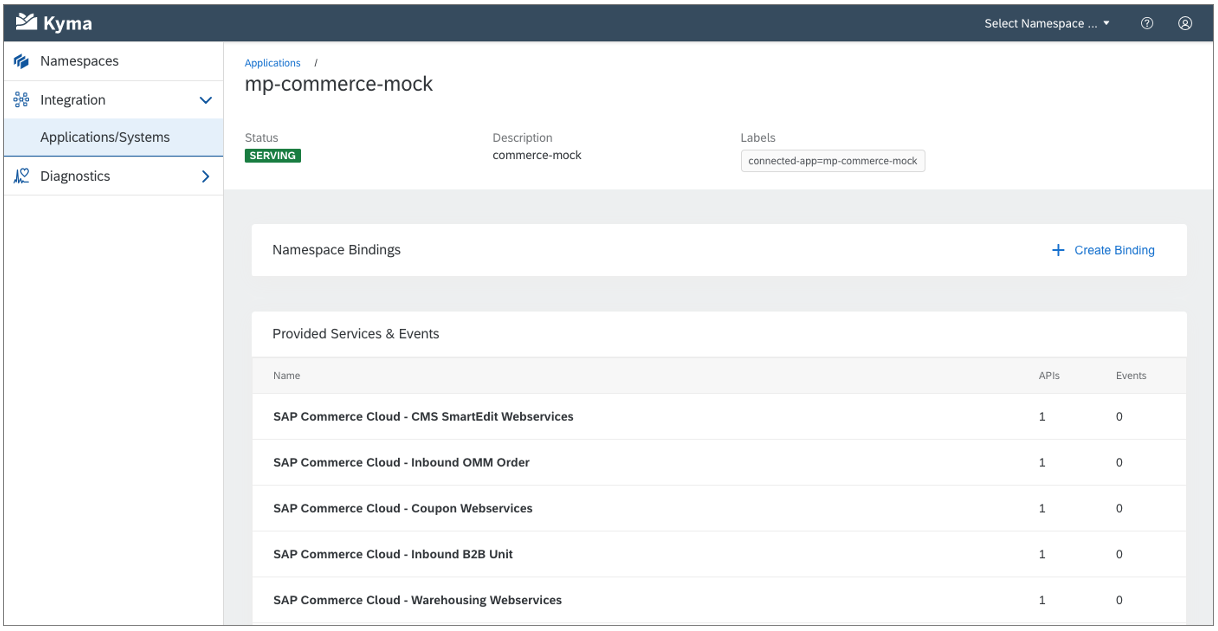 Kyma
Select Namespace ...
Namespaces
Integration
Applications/Systems
Diagnostics
Applications /
mp-commerce-mock
Status
SERVING
Description
commerce-mock
Labels
connected-app=mp-commerce-mock
Namespace Bindings
+ Create Binding
Provided Services & Events
Name APIs Events
SAP Commerce Cloud - CMS SmartEdit Webservices 1 0
SAP Commerce Cloud - Inbound OMM Order 1 0
SAP Commerce Cloud - Coupon Webservices 1 0
SAP Commerce Cloud - Inbound B2B Unit 1 0
SAP Commerce Cloud - Warehousing Webservices 1 0